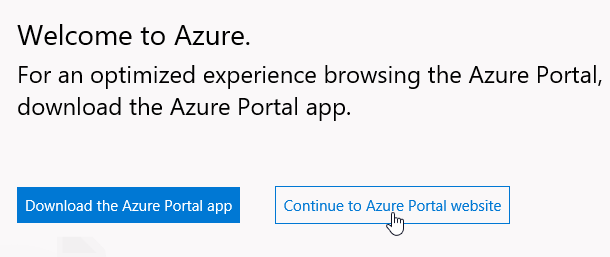 Welcome to Azure.
For an optimized experience browsing the Azure Portal,
download the Azure Portal app.
Download the Azure Portal app
Continue to Azure Portal website